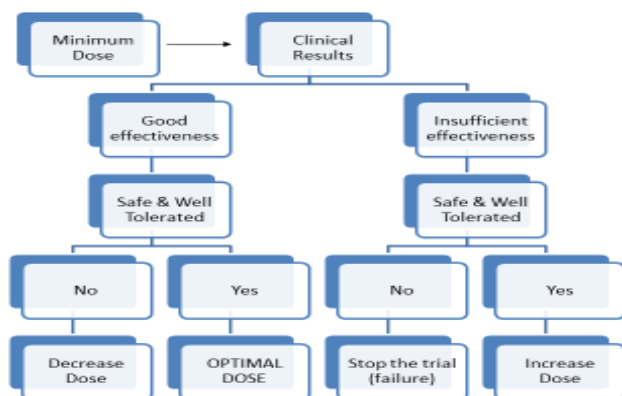 Minimum
Dose
Clinical
Results
Good
effectiveness
Insufficient
effectiveness
Safe & Well
Tolerated
Safe & Well
Tolerated
No
Yes
No
Yes
Decrease
Dose
OPTIMAL
DOSE
Stop the trial
(failure)
Increase
Dose